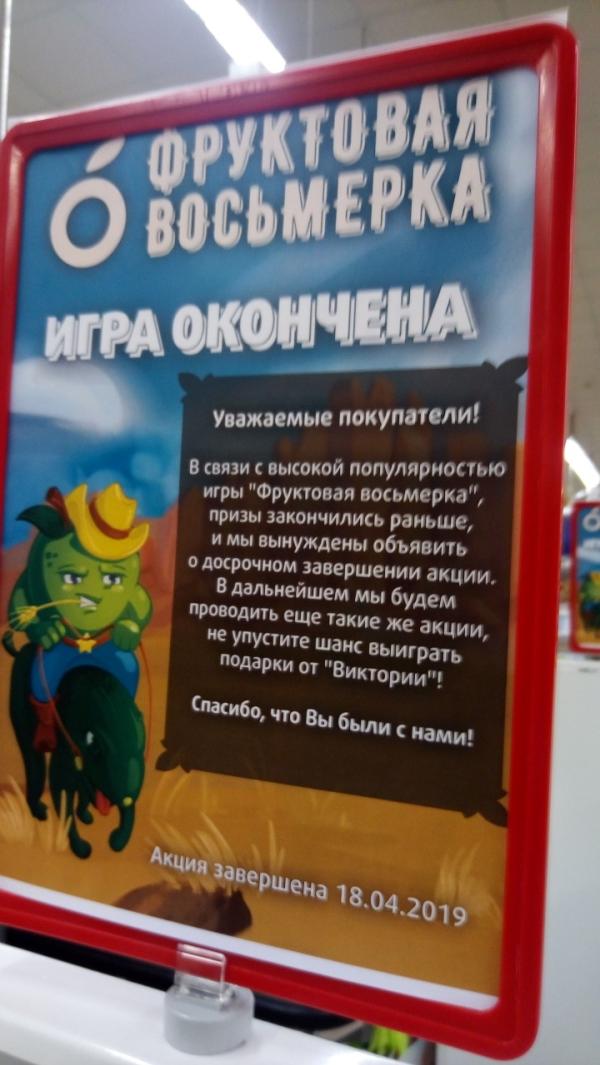 ФРУКТОВАЯ
ВОСЬМЕРКА
ИГРА ОКОНЧЕНА
Уважаемые покупатели!
В связи с высокой популярностью
игры "Фруктовая восьмерка",
призы закончились раньше,
и мы вынуждены объявить
о досрочном завершении акции.
В дальнейшем мы будем
проводить еще такие же акции,
не упустите шанс выиграть
подарки от "Виктории"!
Спасибо, что Вы были с нами!
Акция завершена 18.04.2019